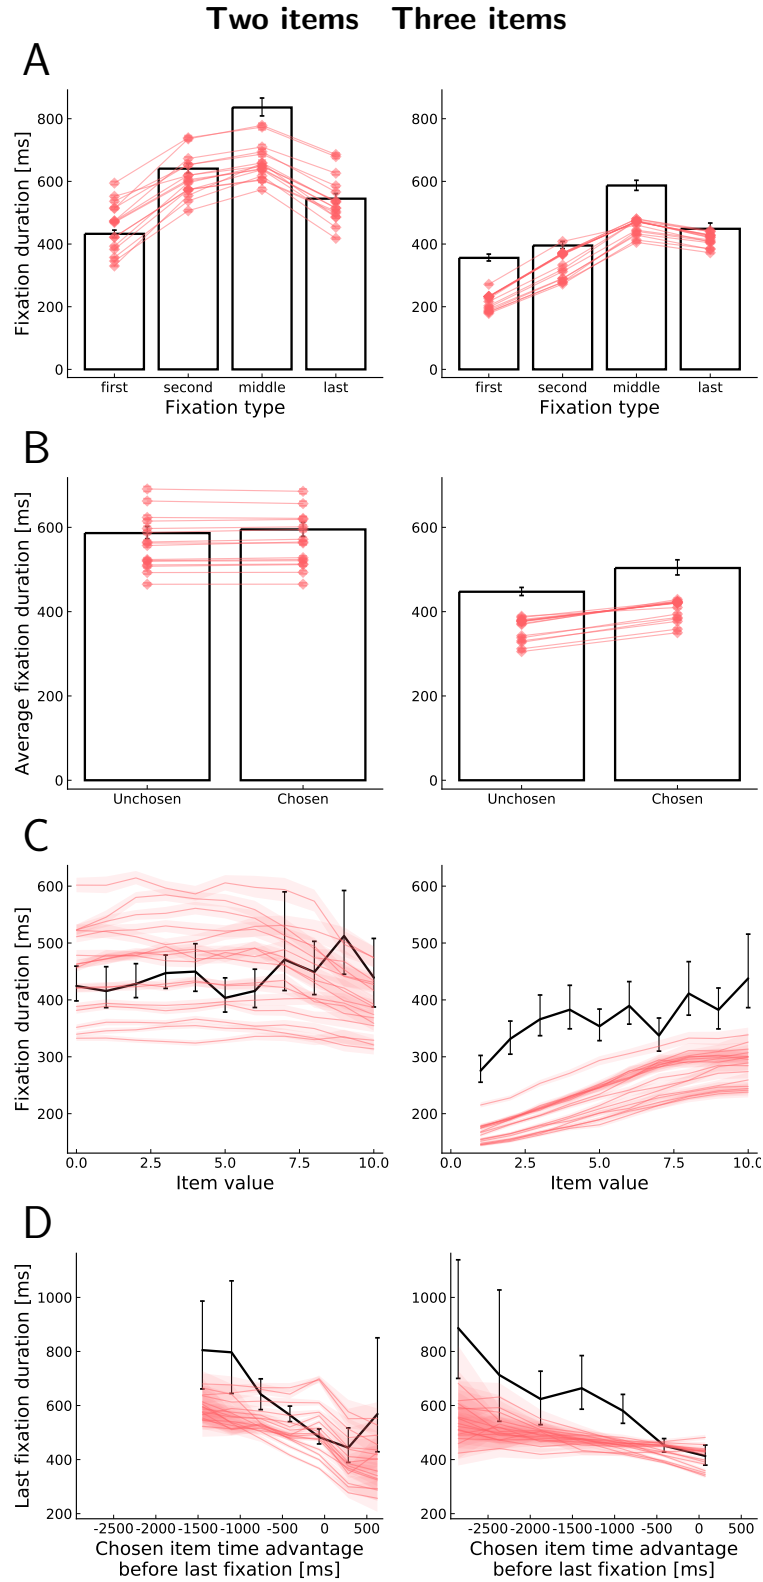 Two items Three items
A
Fixation duration [ms]
800
600
400
200
0
first second middle last
Fixation type
800
600
400
200
0
first second middle last
Fixation type
B
Average fixation duration [ms]
600
400
200
0
Unchosen Chosen
600
400
200
0
Unchosen Chosen
C
Fixation duration [ms]
600
500
400
300
200
0.0 2.5 5.0 7.5 10.0
Item value
600
500
400
300
200
0.0 2.5 5.0 7.5 10.0
Item value
D
Last fixation duration [ms]
1000
800
600
400
200
-2500 -2000 -1500 -1000 -500 0 500
Chosen item time advantage
before last fixation [ms]
1000
800
600
400
200
-2500 -2000 -1500 -1000 -500 0 500
Chosen item time advantage
before last fixation [ms]